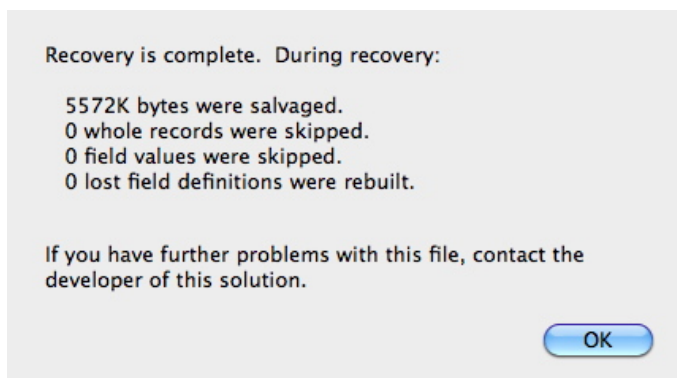 Recovery is complete.  During recovery:
5572K bytes were salvaged.
0 whole records were skipped.
0 field values were skipped.
0 lost field definitions were rebuilt.
If you have further problems with this file, contact the
developer of this solution.
OK